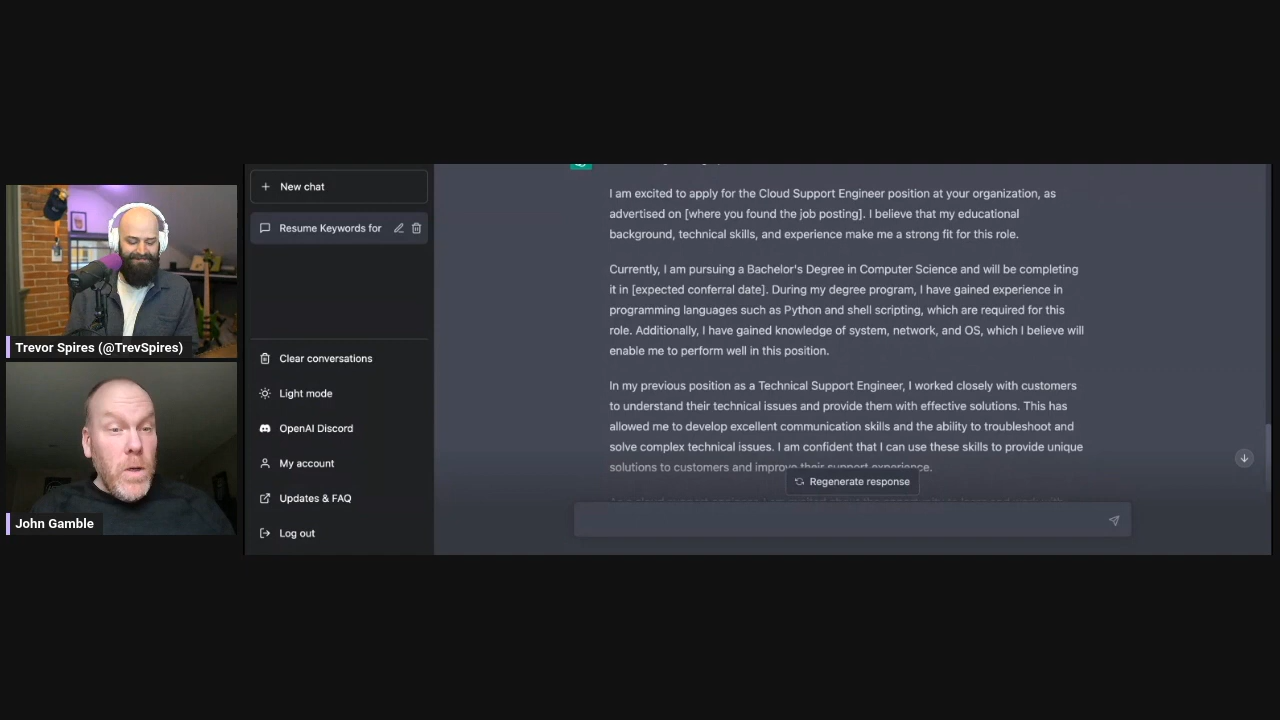 Trevor Spires (@TrevSpires)
John Gamble
New chat
Resume Keywords for
Clear conversations
Light mode
OpenAI Discord
My account
Updates & FAQ
Log out
I am excited to apply for the Cloud Support Engineer position at your organization, as
advertised on [where you found the job posting]. I believe that my educational
background, technical skills, and experience make me a strong fit for this role.
Currently, I am pursuing a Bachelor's Degree in Computer Science and will be completing
it in [expected conferral date]. During my degree program, I have gained experience in
programming languages such as Python and shell scripting, which are required for this
role. Additionally, I have gained knowledge of system, network, and OS, which I believe will
enable me to perform well in this position.
In my previous position as a Technical Support Engineer, I worked closely with customers
to understand their technical issues and provide them with effective solutions. This has
allowed me to develop excellent communication skills and the ability to troubleshoot and
solve complex technical issues. I am confident that I can use these skills to provide unique
solutions to customers and improve their support experience.
Regenerate response